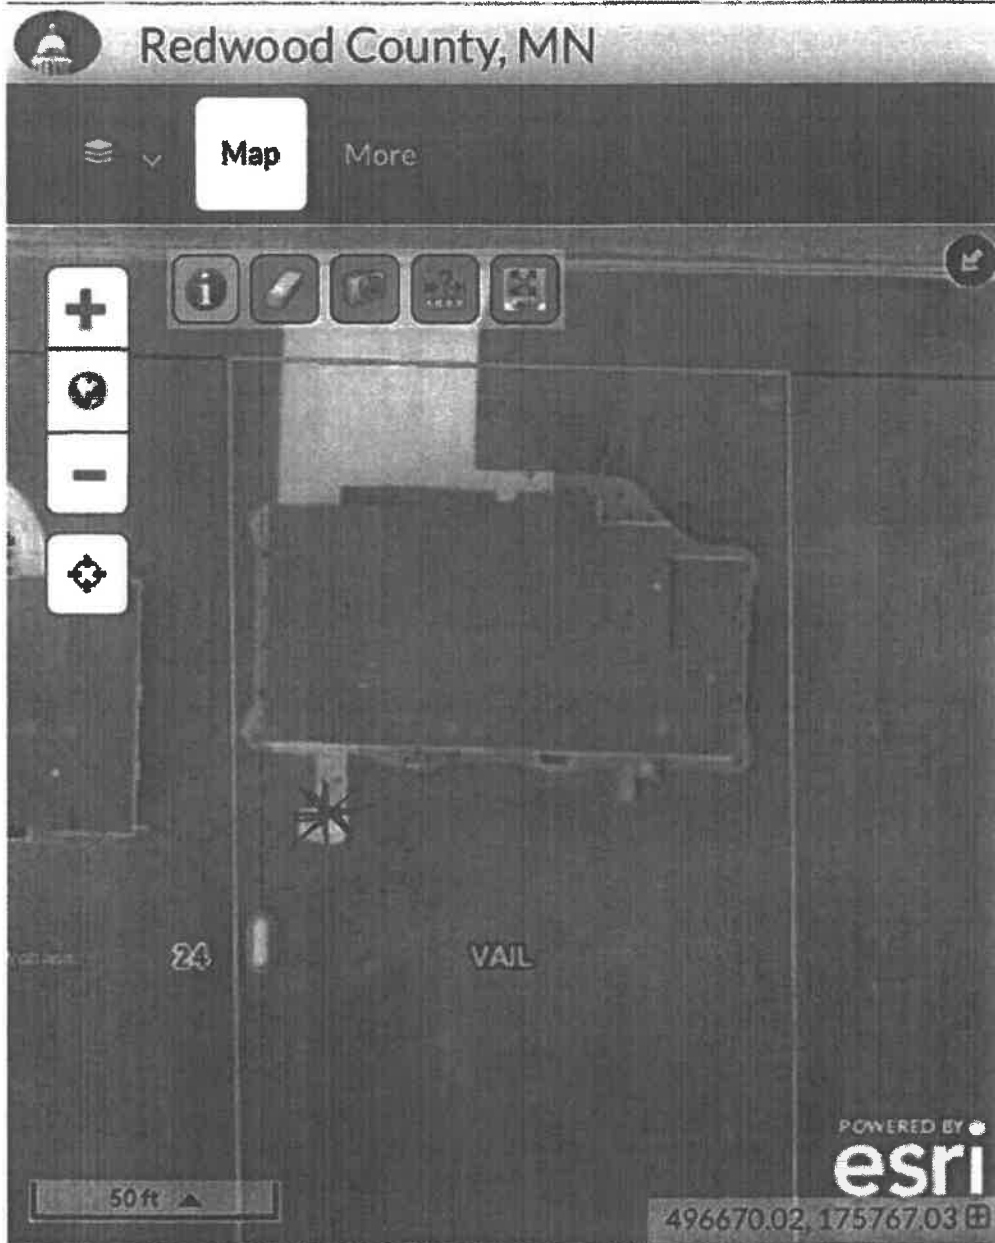 Redwood County, MN
Map
More
24
VAIL
POWERED BY
esri
50 ft
496670.02, 175767.03